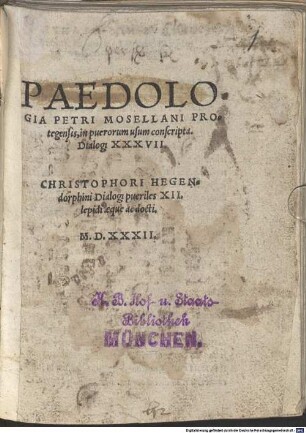 PAEDOLO-
GIA PETRI MOSELLANI PRO-
tegensis, in puerorum usum conscripta.
Dialogi XXXVII.
CHRISTOPHORI HEGEN-
dorphini Dialogi pueriles XII.
lepidi æque ac docti.
M. D. XXXII.
K. B. Hof- u. Staats-
Bibliothek
MÜNCHEN.